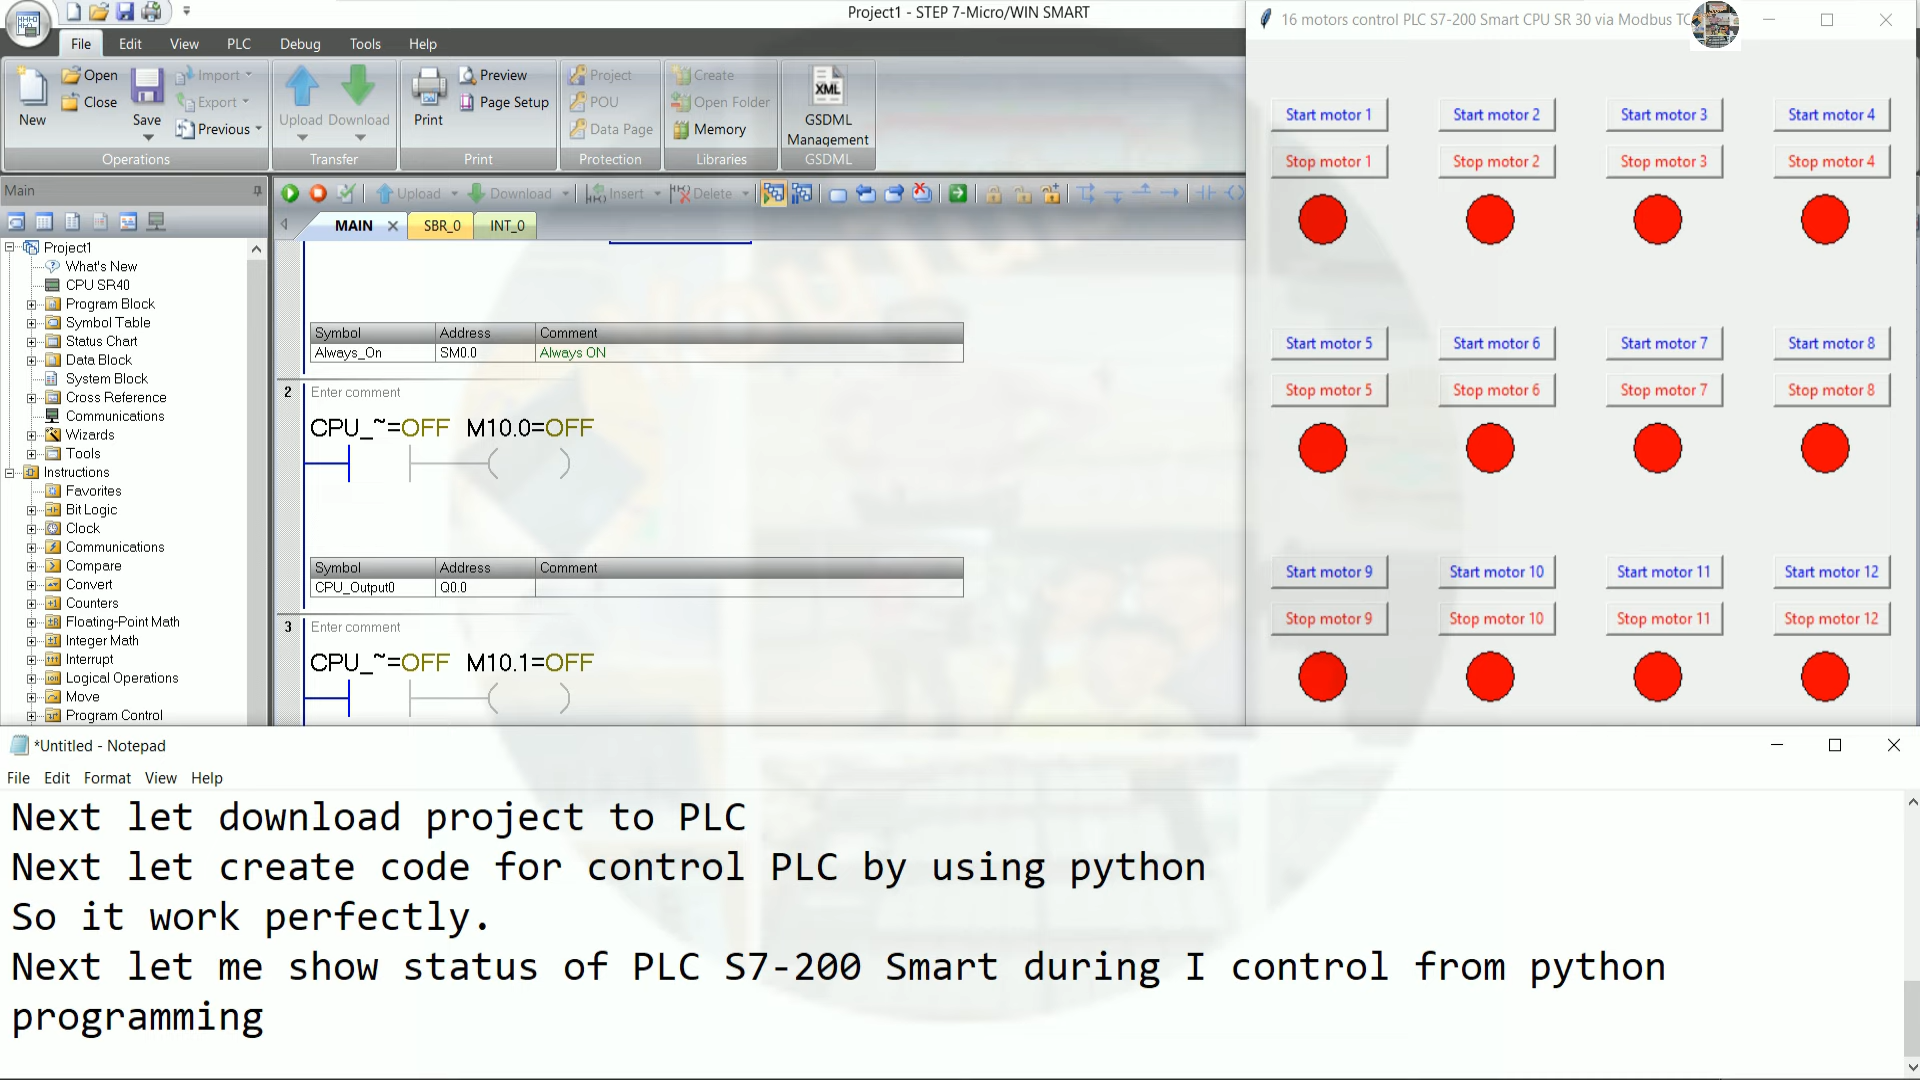 Project1 - STEP 7-Micro/WIN SMART
File Edit View PLC Debug Tools Help
New
Open
Close
Save
Import
Export
Previous
Operations
Upload Download
Transfer
Print
Preview
Page Setup
Print
Project
POU
Data Page
Protection
Create
Open Folder
Memory
Libraries
XML
GSDML
Management
GSDML
Main
Upload Download Insert Delete
MAIN SBR_0 INT_0
Project1
What's New
CPU SR40
Program Block
Symbol Table
Status Chart
Data Block
System Block
Cross Reference
Communications
Wizards
Tools
Instructions
Favorites
Bit Logic
Clock
Communications
Compare
Convert
Counters
Floating-Point Math
Integer Math
Interrupt
Logical Operations
Move
Program Control
Symbol Address Comment
Always_On SM0.0 Always ON
2 Enter comment
CPU_~=OFF M10.0=OFF
Symbol Address Comment
CPU_Output0 Q0.0
3 Enter comment
CPU_~=OFF M10.1=OFF
16 motors control PLC S7-200 Smart CPU SR 30 via Modbus TC
Start motor 1 Start motor 2 Start motor 3 Start motor 4
Stop motor 1 Stop motor 2 Stop motor 3 Stop motor 4
Start motor 5 Start motor 6 Start motor 7 Start motor 8
Stop motor 5 Stop motor 6 Stop motor 7 Stop motor 8
Start motor 9 Start motor 10 Start motor 11 Start motor 12
Stop motor 9 Stop motor 10 Stop motor 11 Stop motor 12
*Untitled - Notepad
File Edit Format View Help
Next let download project to PLC
Next let create code for control PLC by using python
So it work perfectly.
Next let me show status of PLC S7-200 Smart during I control from python
programming